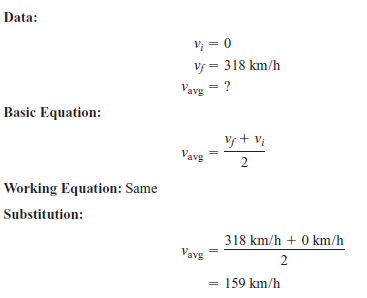 Data:
vi = 0
vf = 318 km/h
vavg = ?
Basic Equation:
vavg = vf + vi / 2
Working Equation: Same
Substitution:
vavg = 318 km/h + 0 km/h / 2
= 159 km/h